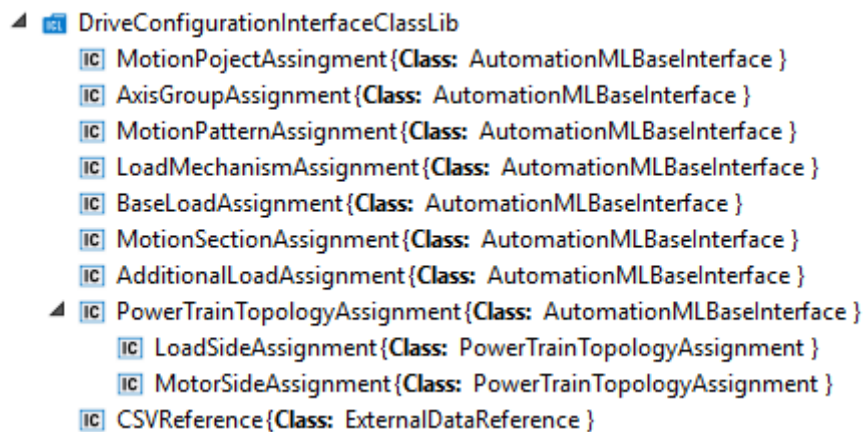 ICL DriveConfigurationInterfaceClassLib
IC MotionPojectAssingment{Class: AutomationMLBaseInterface }
IC AxisGroupAssignment{Class: AutomationMLBaseInterface }
IC MotionPatternAssignment{Class: AutomationMLBaseInterface }
IC LoadMechanismAssignment{Class: AutomationMLBaseInterface }
IC BaseLoadAssignment{Class: AutomationMLBaseInterface }
IC MotionSectionAssignment{Class: AutomationMLBaseInterface }
IC AdditionalLoadAssignment{Class: AutomationMLBaseInterface }
IC PowerTrainTopologyAssignment{Class: AutomationMLBaseInterface }
IC LoadSideAssignment{Class: PowerTrainTopologyAssignment }
IC MotorSideAssignment{Class: PowerTrainTopologyAssignment }
IC CSVReference{Class: ExternalDataReference }